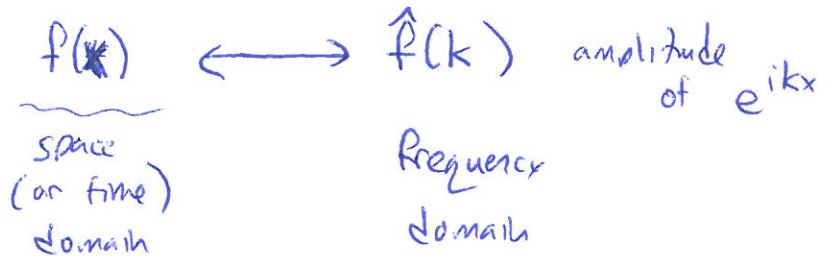 f(x) ⟷ f̂(k) amplitude
of e^{ikx}
space
(or time)
domain
frequency
domain